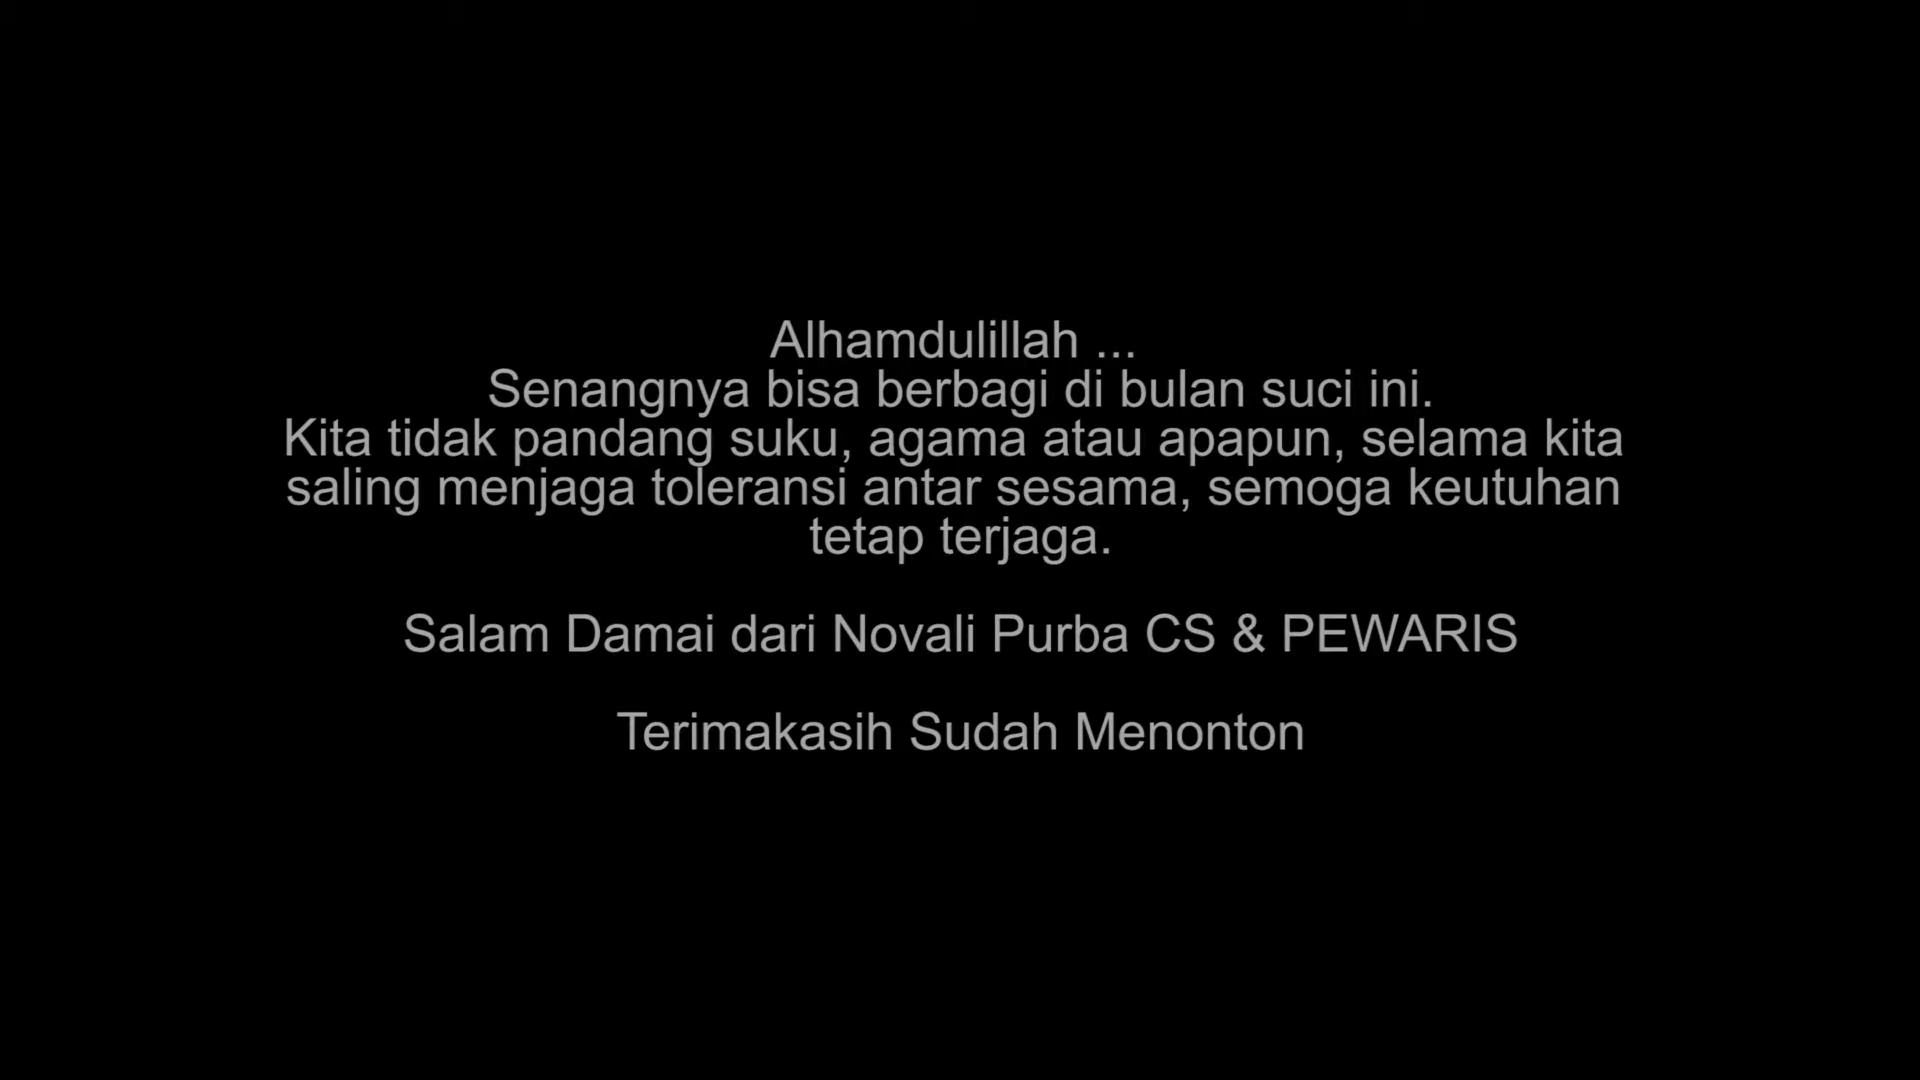 Alhamdulillah ...
Senangnya bisa berbagi di bulan suci ini.
Kita tidak pandang suku, agama atau apapun, selama kita
saling menjaga toleransi antar sesama, semoga keutuhan
tetap terjaga.
Salam Damai dari Novali Purba CS & PEWARIS
Terimakasih Sudah Menonton